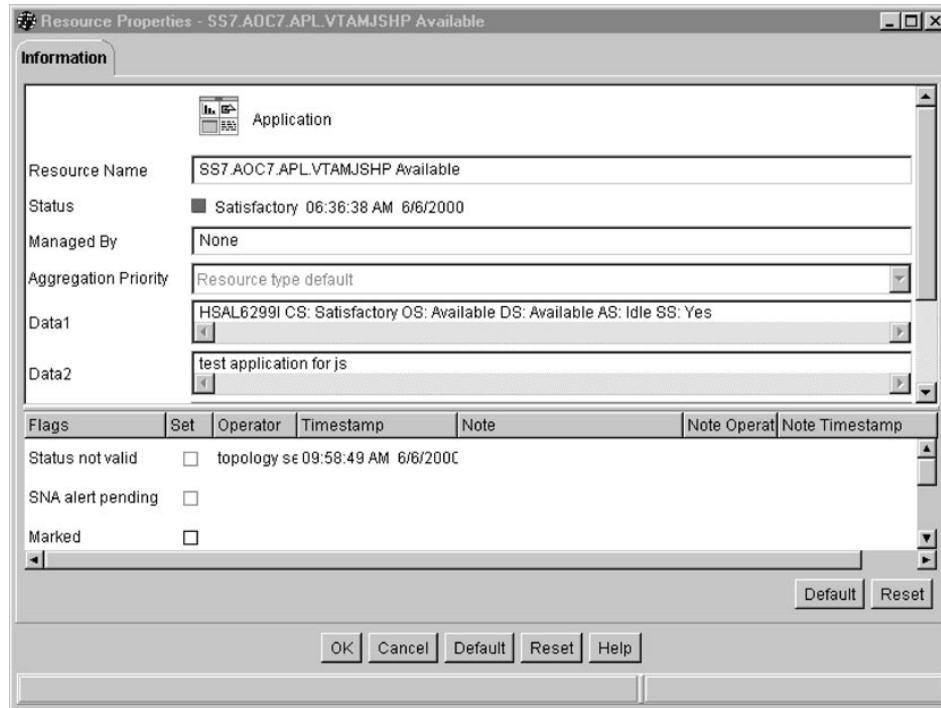 Resource Properties - SS7.AOC7.APL.VTAMJSHP Available
Information
Application
Resource Name SS7.AOC7.APL.VTAMJSHP Available
Status Satisfactory 06:36:38 AM 6/6/2000
Managed By None
Aggregation Priority Resource type default
Data1 HSAL6299I CS: Satisfactory OS: Available DS: Available AS: Idle SS: Yes
Data2 test application for js
Flags Set Operator Timestamp Note Note Operat Note Timestamp
Status not valid topology se 09:58:49 AM 6/6/2000
SNA alert pending
Marked
Default Reset
OK Cancel Default Reset Help